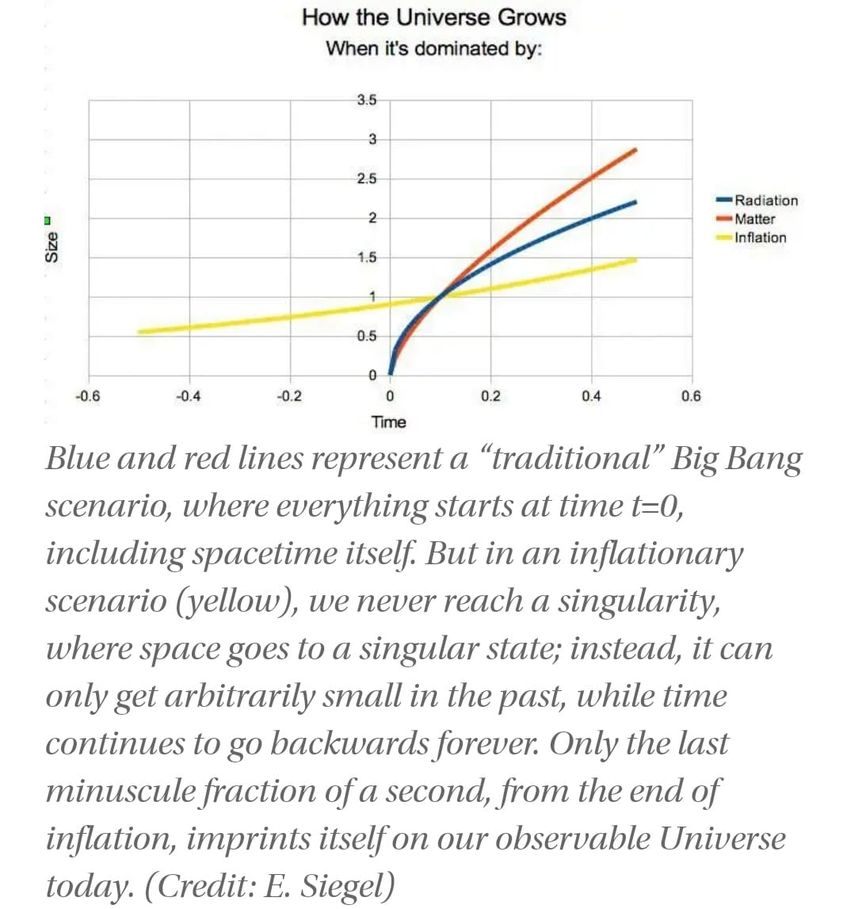 How the Universe Grows
When it's dominated by:
3.5
3
2.5
2
1.5
1
0.5
0
Size
-0.6
-0.4
-0.2
0
0.2
0.4
0.6
Time
Radiation
Matter
Inflation
Blue and red lines represent a “traditional” Big Bang
scenario, where everything starts at time t=0,
including spacetime itself. But in an inflationary
scenario (yellow), we never reach a singularity,
where space goes to a singular state; instead, it can
only get arbitrarily small in the past, while time
continues to go backwards forever. Only the last
minuscule fraction of a second, from the end of
inflation, imprints itself on our observable Universe
today. (Credit: E. Siegel)